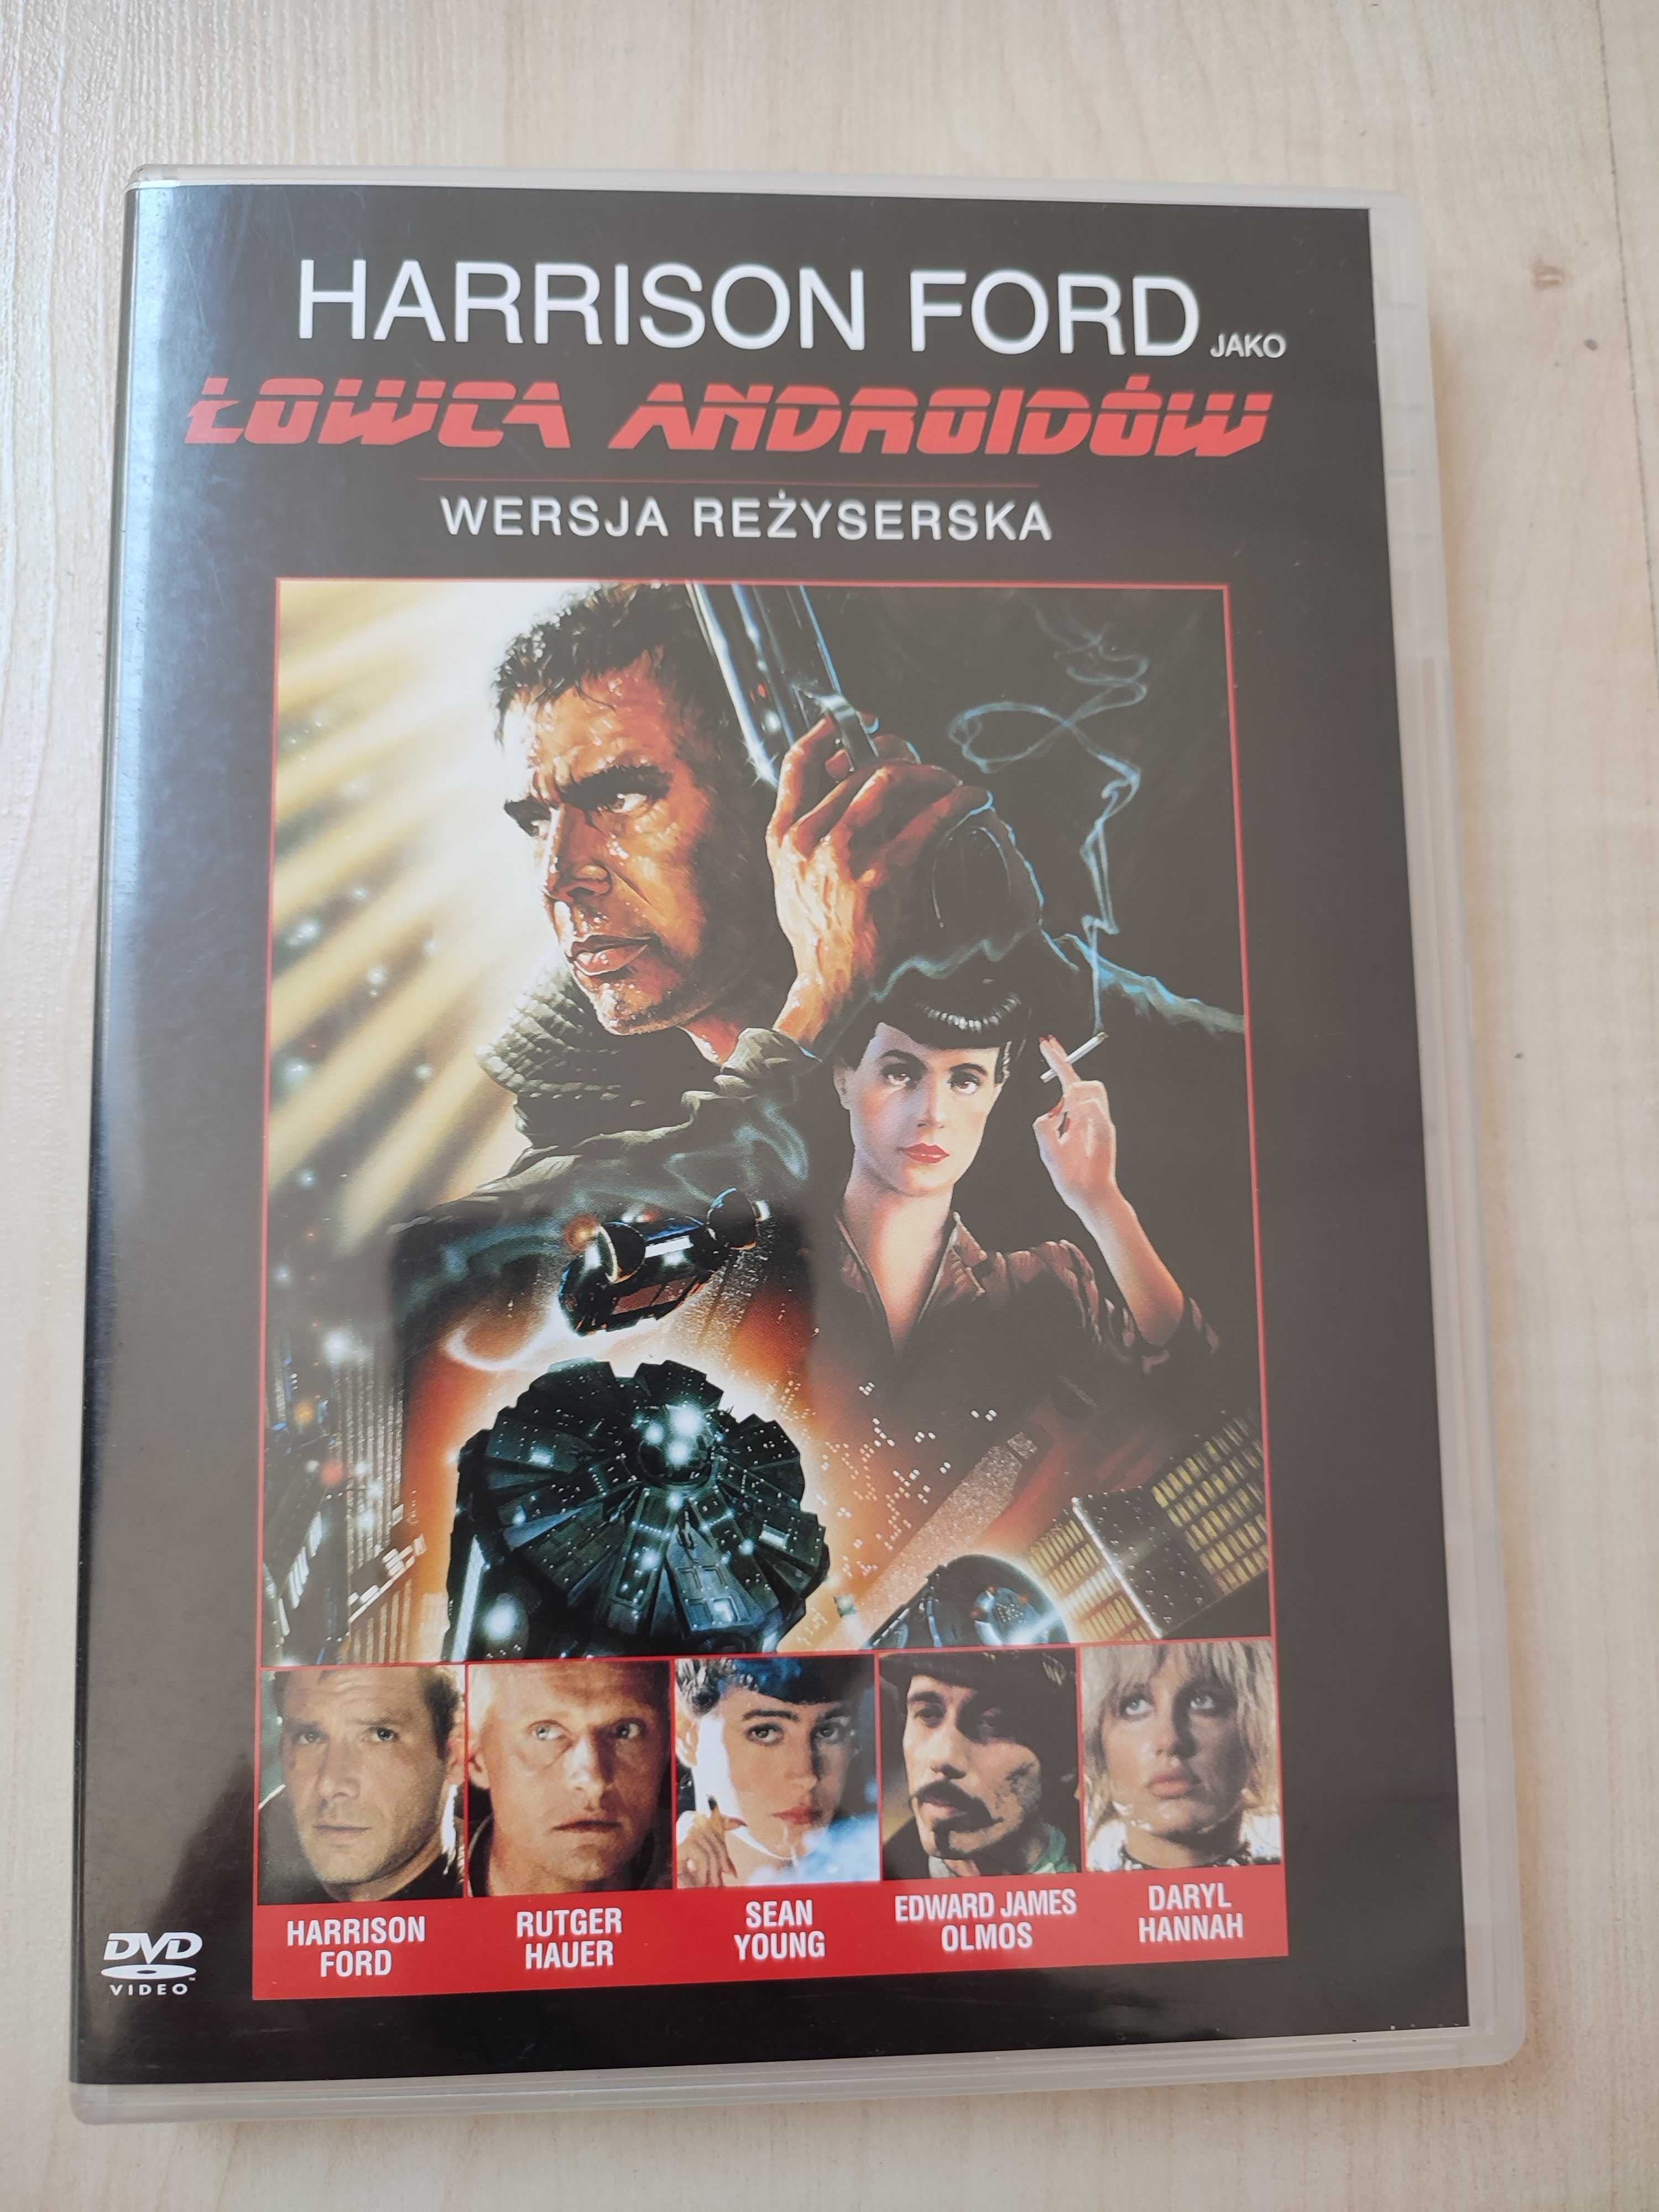 HARRISON FORD JAKO
ŁOWCA ANDROIDÓW
WERSJA REŻYSERSKA
HARRISON
FORD
RUTGER
HAUER
SEAN
YOUNG
EDWARD JAMES
OLMOS
DARYL
HANNAH
DVD
VIDEO™